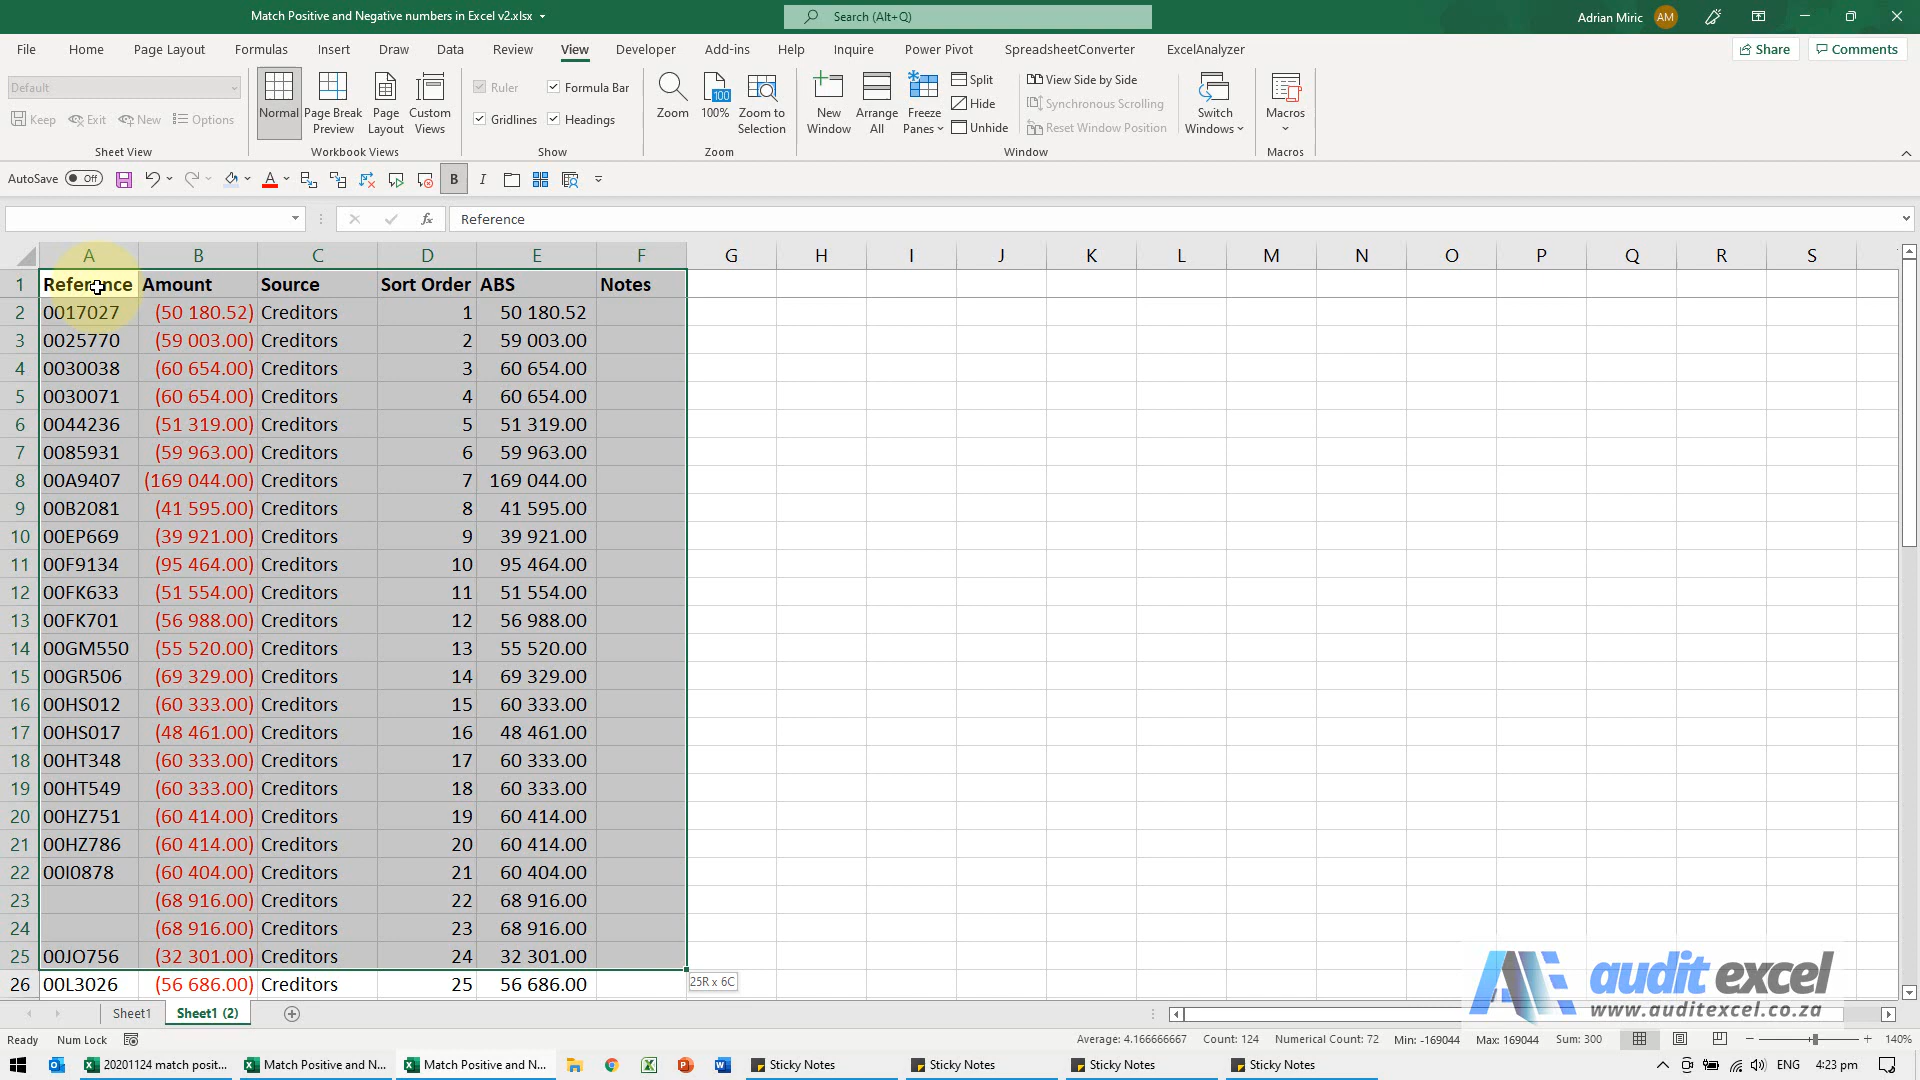 Match Positive and Negative numbers in Excel v2.xlsx
Search (Alt+Q)
Adrian Miric AM
File Home Page Layout Formulas Insert Draw Data Review View Developer Add-ins Help Inquire Power Pivot SpreadsheetConverter ExcelAnalyzer Share Comments
Default
Keep Exit New Options
Sheet View
Normal
Page Break Preview
Page Layout
Custom Views
Workbook Views
Ruler Formula Bar
Gridlines Headings
Show
Zoom
100 100%
Zoom to Selection
Zoom
New Window
Arrange All
Freeze Panes
Split
Hide
Unhide
View Side by Side
Synchronous Scrolling
Reset Window Position
Switch Windows
Window
Macros
Macros
AutoSave Off A B I
fx Reference
A B C D E F G H I J K L M N O P Q R S
1 Reference Amount Source Sort Order ABS Notes
2 0017027 (50 180.52) Creditors 1 50 180.52
3 0025770 (59 003.00) Creditors 2 59 003.00
4 0030038 (60 654.00) Creditors 3 60 654.00
5 0030071 (60 654.00) Creditors 4 60 654.00
6 0044236 (51 319.00) Creditors 5 51 319.00
7 0085931 (59 963.00) Creditors 6 59 963.00
8 00A9407 (169 044.00) Creditors 7 169 044.00
9 00B2081 (41 595.00) Creditors 8 41 595.00
10 00EP669 (39 921.00) Creditors 9 39 921.00
11 00F9134 (95 464.00) Creditors 10 95 464.00
12 00FK633 (51 554.00) Creditors 11 51 554.00
13 00FK701 (56 988.00) Creditors 12 56 988.00
14 00GM550 (55 520.00) Creditors 13 55 520.00
15 00GR506 (69 329.00) Creditors 14 69 329.00
16 00HS012 (60 333.00) Creditors 15 60 333.00
17 00HS017 (48 461.00) Creditors 16 48 461.00
18 00HT348 (60 333.00) Creditors 17 60 333.00
19 00HT549 (60 333.00) Creditors 18 60 333.00
20 00HZ751 (60 414.00) Creditors 19 60 414.00
21 00HZ786 (60 414.00) Creditors 20 60 414.00
22 00I0878 (60 404.00) Creditors 21 60 404.00
23 (68 916.00) Creditors 22 68 916.00
24 (68 916.00) Creditors 23 68 916.00
25 00JO756 (32 301.00) Creditors 24 32 301.00
26 00L3026 (56 686.00) Creditors 25 56 686.00
25R x 6C
audit excel
www.auditexcel.co.za
Sheet1 Sheet1 (2)
Ready Num Lock Average: 4.166666667 Count: 124 Numerical Count: 72 Min: -169044 Max: 169044 Sum: 300 140%
20201124 match posit... Match Positive and N... Match Positive and N... Sticky Notes Sticky Notes Sticky Notes Sticky Notes ENG 4:23 pm